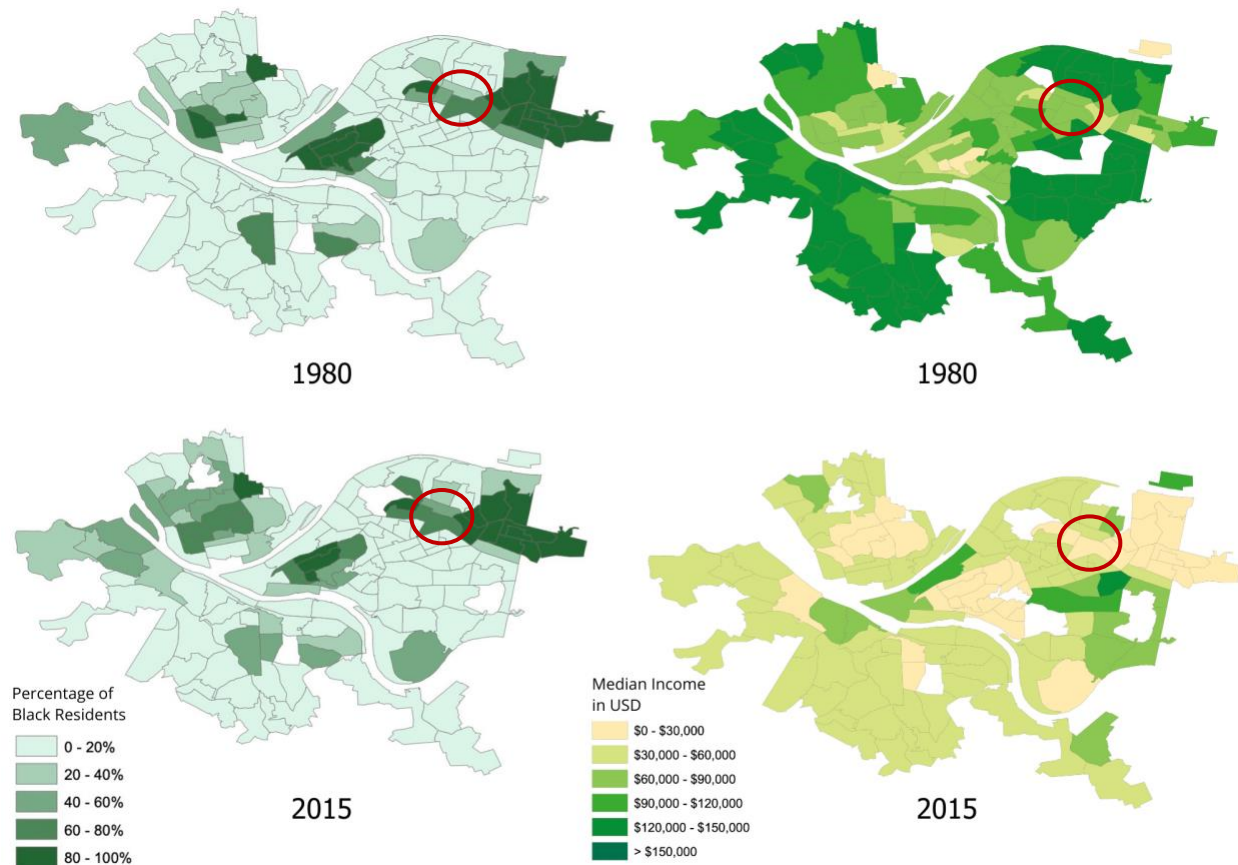 1980
1980
Percentage of
Black Residents
0 - 20%
20 - 40%
40 - 60%
60 - 80%
80 - 100%
2015
Median Income
in USD
$0 - $30,000
$30,000 - $60,000
$60,000 - $90,000
$90,000 - $120,000
$120,000 - $150,000
> $150,000
2015